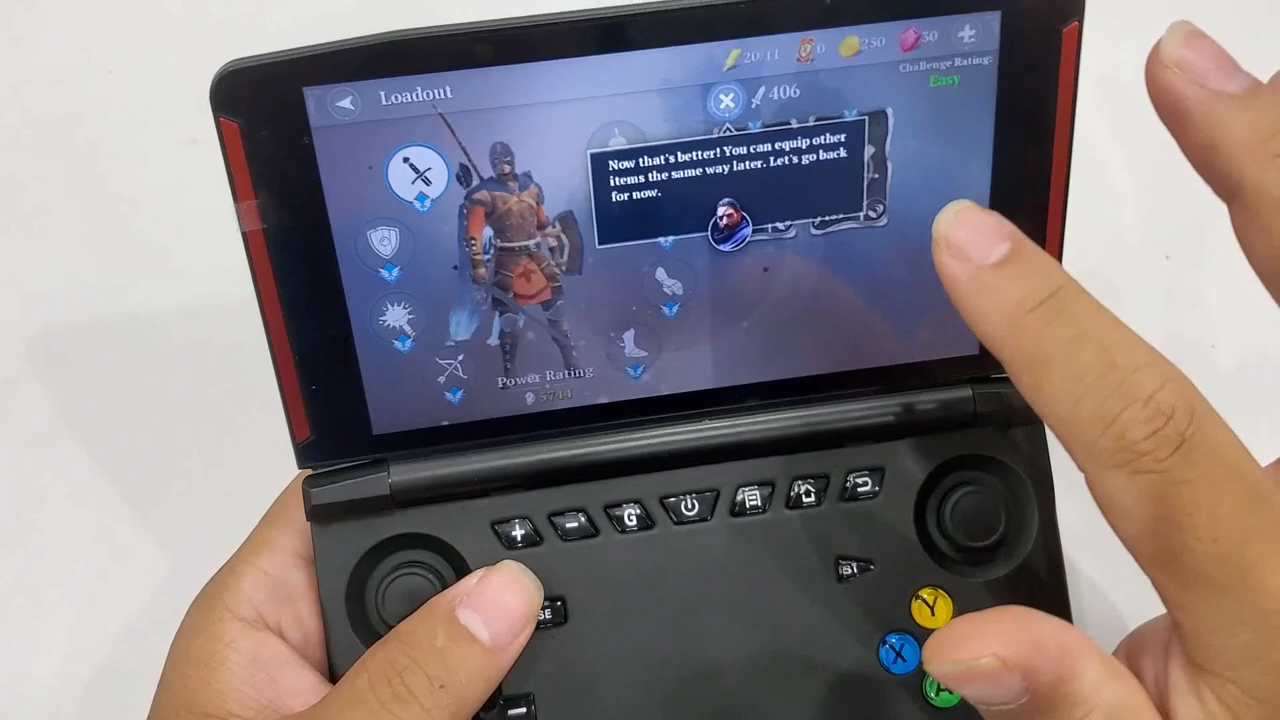 Loadout
20/11
0
250
50
Challenge Rating:
Easy
406
Now that's better! You can equip other
items the same way later. Let's go back
for now.
Power Rating
5744
+
−
G
ST
SE
Y
X
A